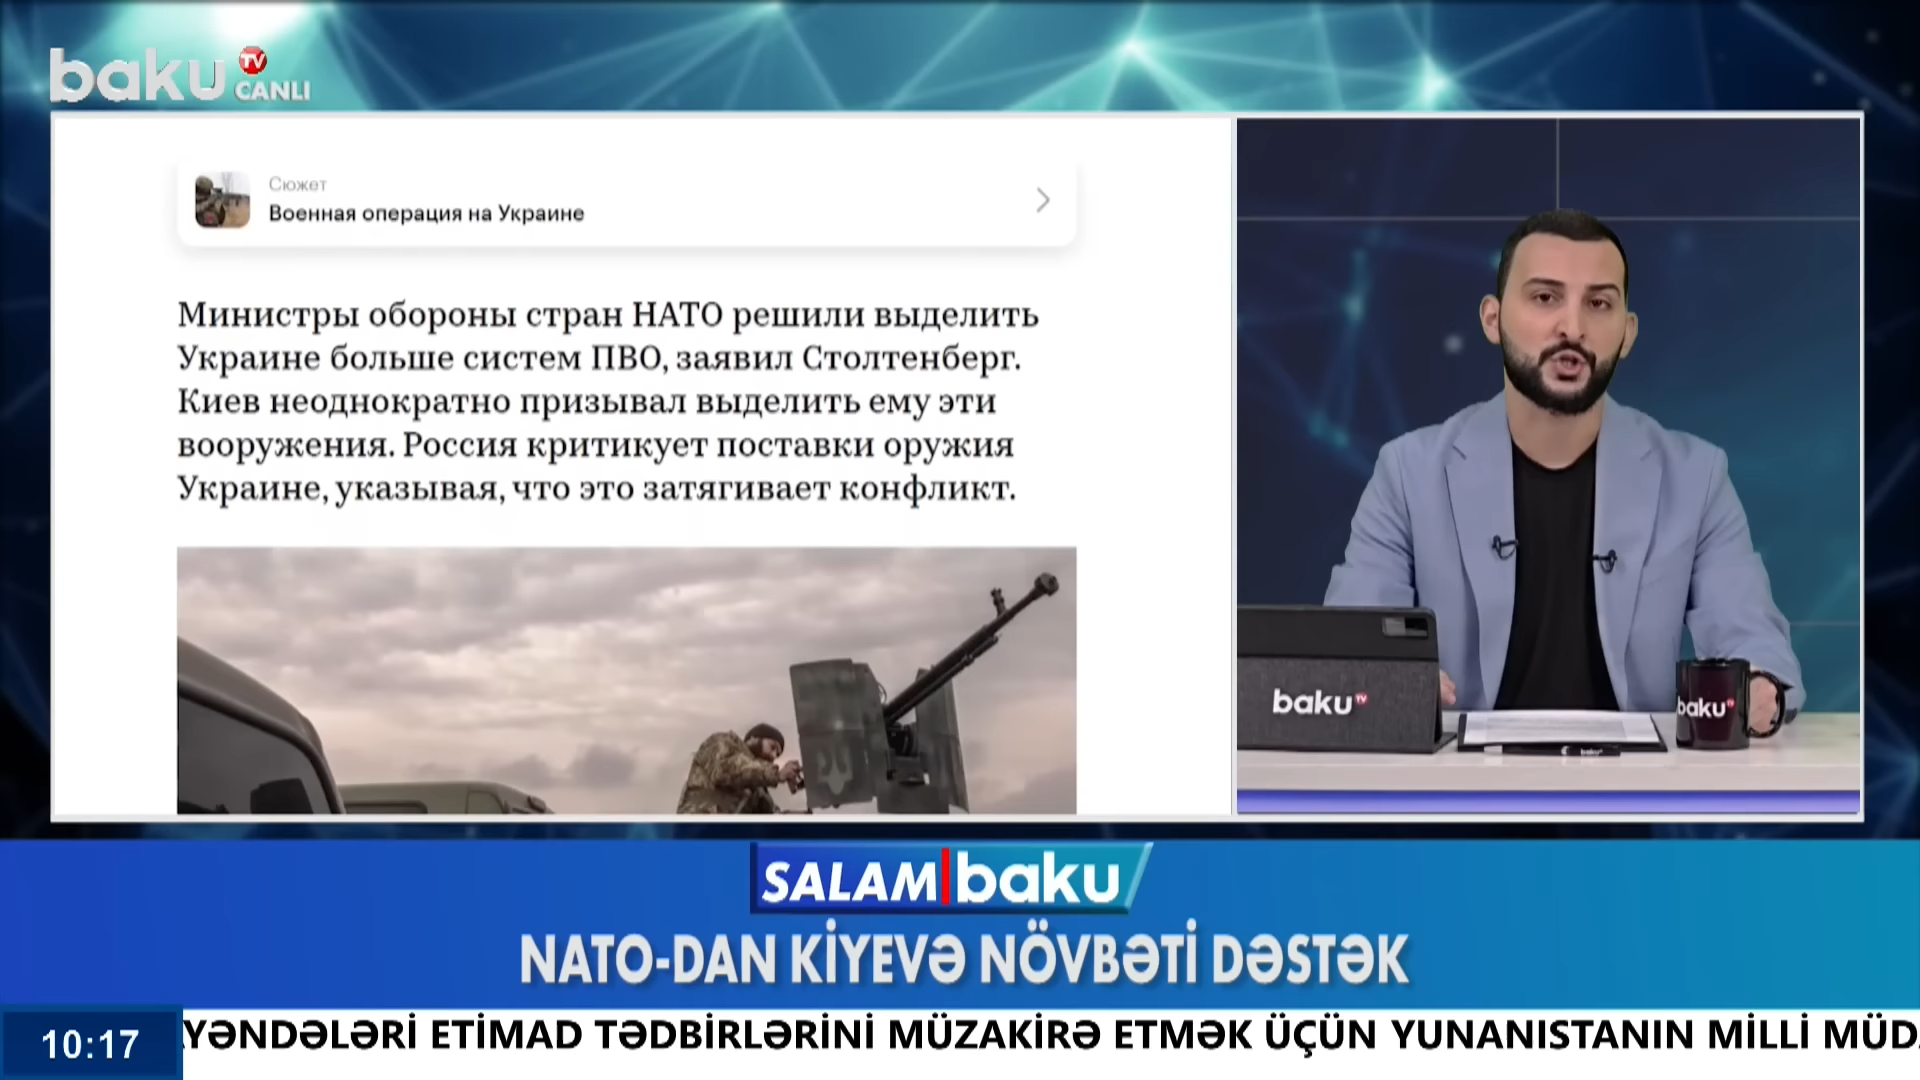 baku TV
CANLI
Сюжет
Военная операция на Украине
Министры обороны стран НАТО решили выделить
Украине больше систем ПВО, заявил Столтенберг.
Киев неоднократно призывал выделить ему эти
вооружения. Россия критикует поставки оружия
Украине, указывая, что это затягивает конфликт.
baku TV
baku
baku
SALAM baku
NATO-DAN KİYEVƏ NÖVBƏTİ DƏSTƏK
10:17
YƏNDƏLƏRİ ETİMAD TƏDBİRLƏRİNİ MÜZAKİRƏ ETMƏK ÜÇÜN YUNANISTANIN MİLLİ MÜDA